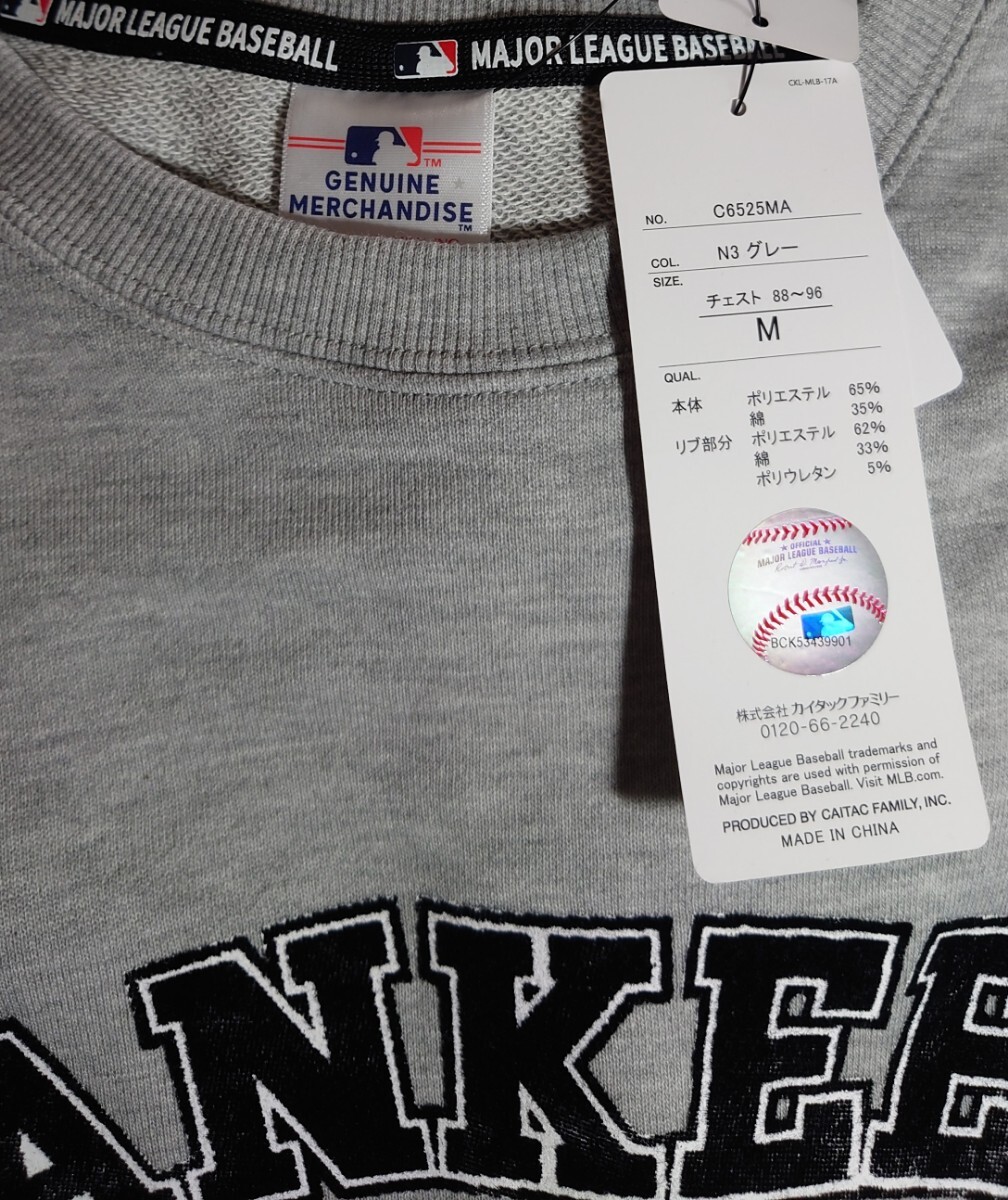 MAJOR LEAGUE BASEBALL
MAJOR LEAGUE BASEBALL
TM
GENUINE
MERCHANDISE
TM
CKL-MLB-17A
NO. C6525MA
COL. N3 グレー
SIZE.
チェスト 88～96
M
QUAL.
本体 ポリエステル 65%
綿 35%
リブ部分 ポリエステル 62%
綿 33%
ポリウレタン 5%
★ OFFICIAL ★
MAJOR LEAGUE BASEBALL
BCK53439901
株式会社 カイタックファミリー
0120-66-2240
Major League Baseball trademarks and
copyrights are used with permission of
Major League Baseball. Visit MLB.com.
PRODUCED BY CAITAC FAMILY, INC.
MADE IN CHINA
ANKEE